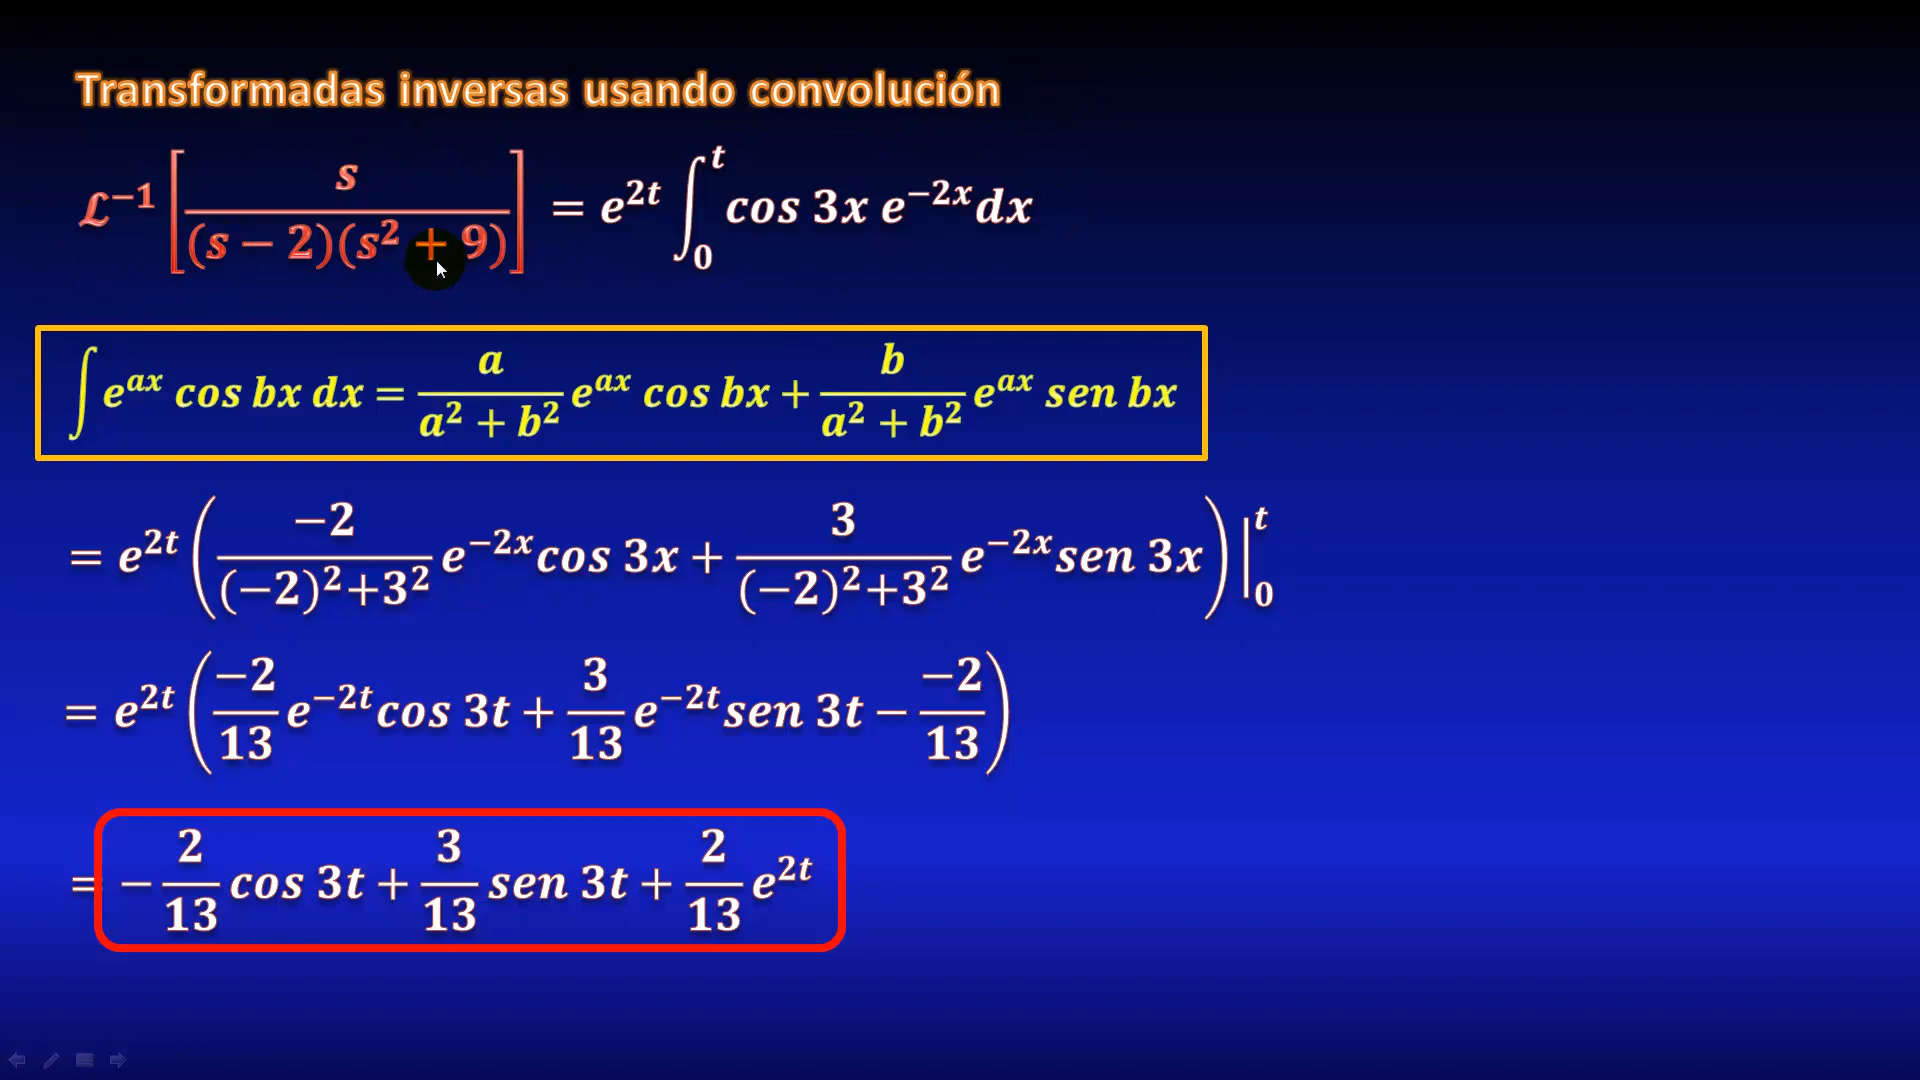 Transformadas inversas usando convolución
ℒ⁻¹ [ s / ((s − 2)(s² + 9)) ] = e^{2t} ∫₀ᵗ cos 3x e^{−2x} dx
∫ e^{ax} cos bx dx = a/(a² + b²) e^{ax} cos bx + b/(a² + b²) e^{ax} sen bx
= e^{2t} ( −2/((−2)²+3²) e^{−2x} cos 3x + 3/((−2)²+3²) e^{−2x} sen 3x ) |₀ᵗ
= e^{2t} ( −2/13 e^{−2t} cos 3t + 3/13 e^{−2t} sen 3t − −2/13 )
= − 2/13 cos 3t + 3/13 sen 3t + 2/13 e^{2t}